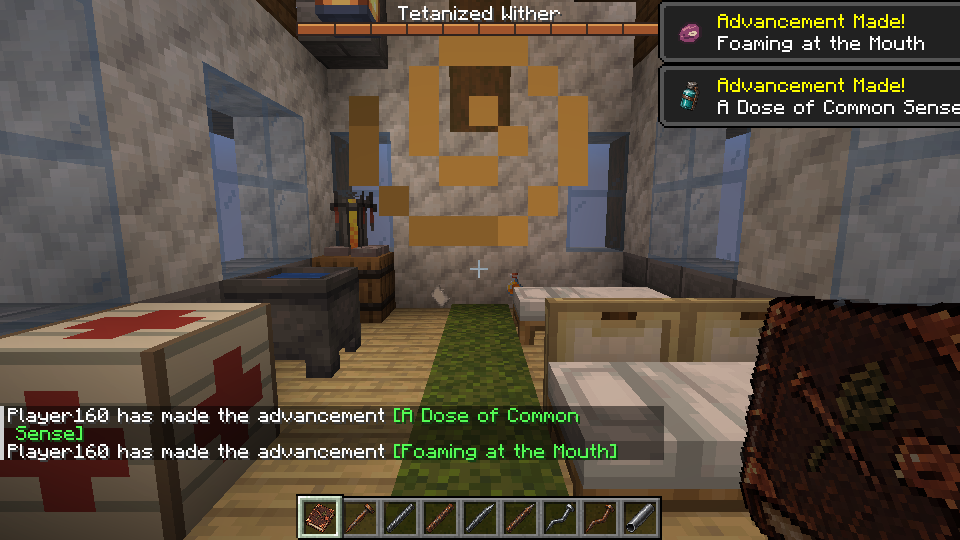 Tetanized Wither
Advancement Made!
Foaming at the Mouth
Advancement Made!
A Dose of Common Sense
Player160 has made the advancement [A Dose of Common
Sense]
Player160 has made the advancement [Foaming at the Mouth]